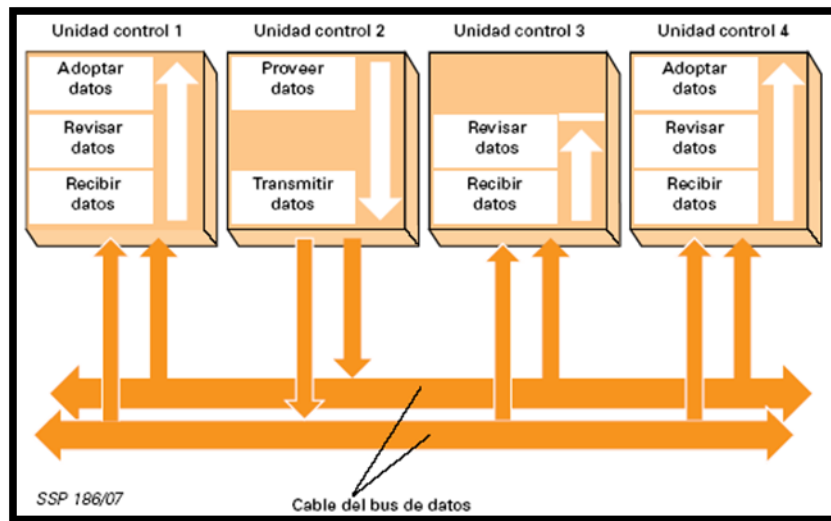 Unidad control 1
Unidad control 2
Unidad control 3
Unidad control 4
Adoptar
datos
Revisar
datos
Recibir
datos
Proveer
datos
Transmitir
datos
Revisar
datos
Recibir
datos
Adoptar
datos
Revisar
datos
Recibir
datos
SSP 186/07
Cable del bus de datos